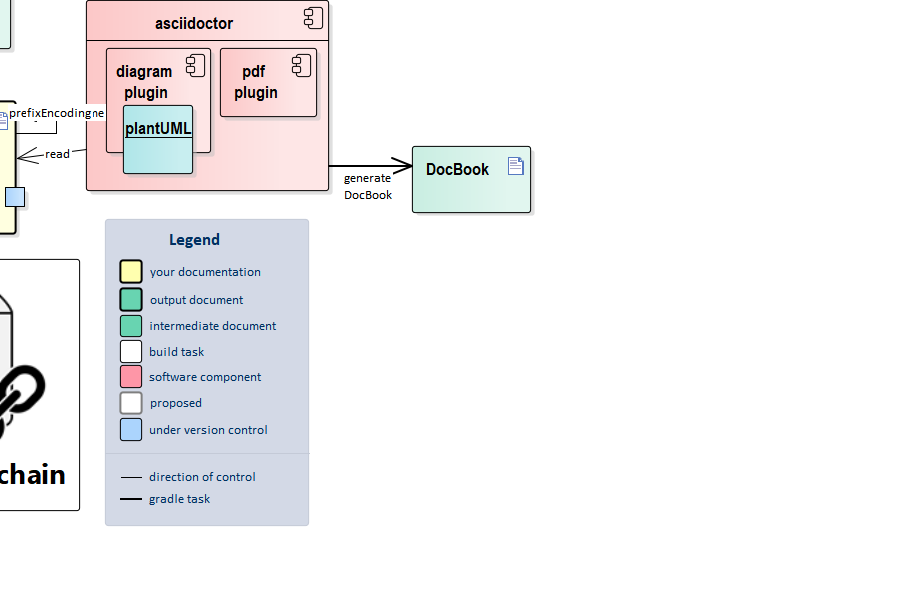 asciidoctor
diagram
plugin
pdf
plugin
plantUML
prefixEncoding
read
generate
DocBook
DocBook
Legend
your documentation
output document
intermediate document
build task
software component
proposed
under version control
direction of control
gradle task
chain